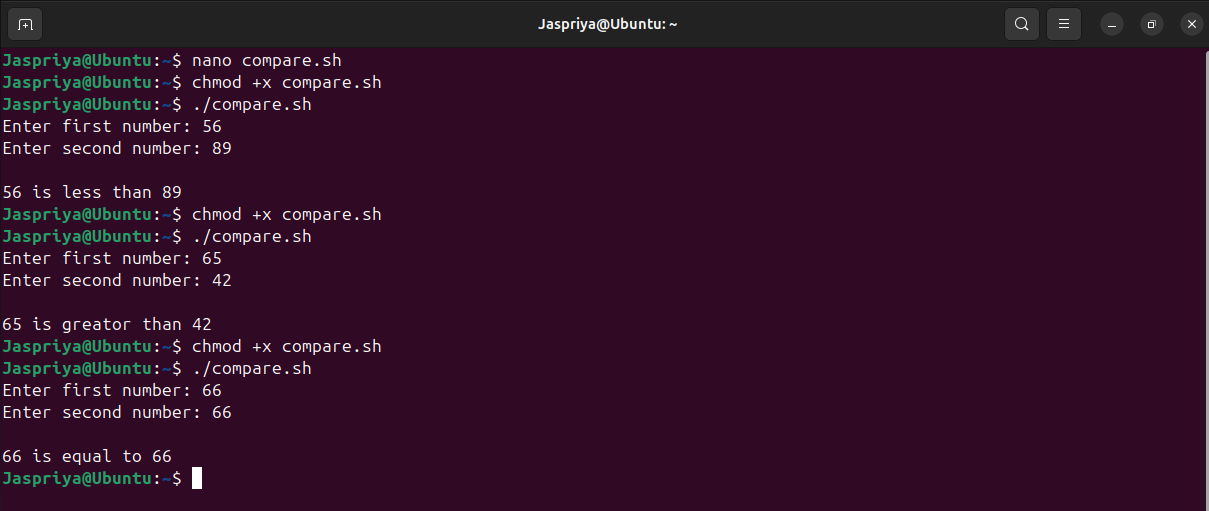 Jaspriya@Ubuntu: ~
Jaspriya@Ubuntu:~$ nano compare.sh
Jaspriya@Ubuntu:~$ chmod +x compare.sh
Jaspriya@Ubuntu:~$ ./compare.sh
Enter first number: 56
Enter second number: 89
56 is less than 89
Jaspriya@Ubuntu:~$ chmod +x compare.sh
Jaspriya@Ubuntu:~$ ./compare.sh
Enter first number: 65
Enter second number: 42
65 is greator than 42
Jaspriya@Ubuntu:~$ chmod +x compare.sh
Jaspriya@Ubuntu:~$ ./compare.sh
Enter first number: 66
Enter second number: 66
66 is equal to 66
Jaspriya@Ubuntu:~$